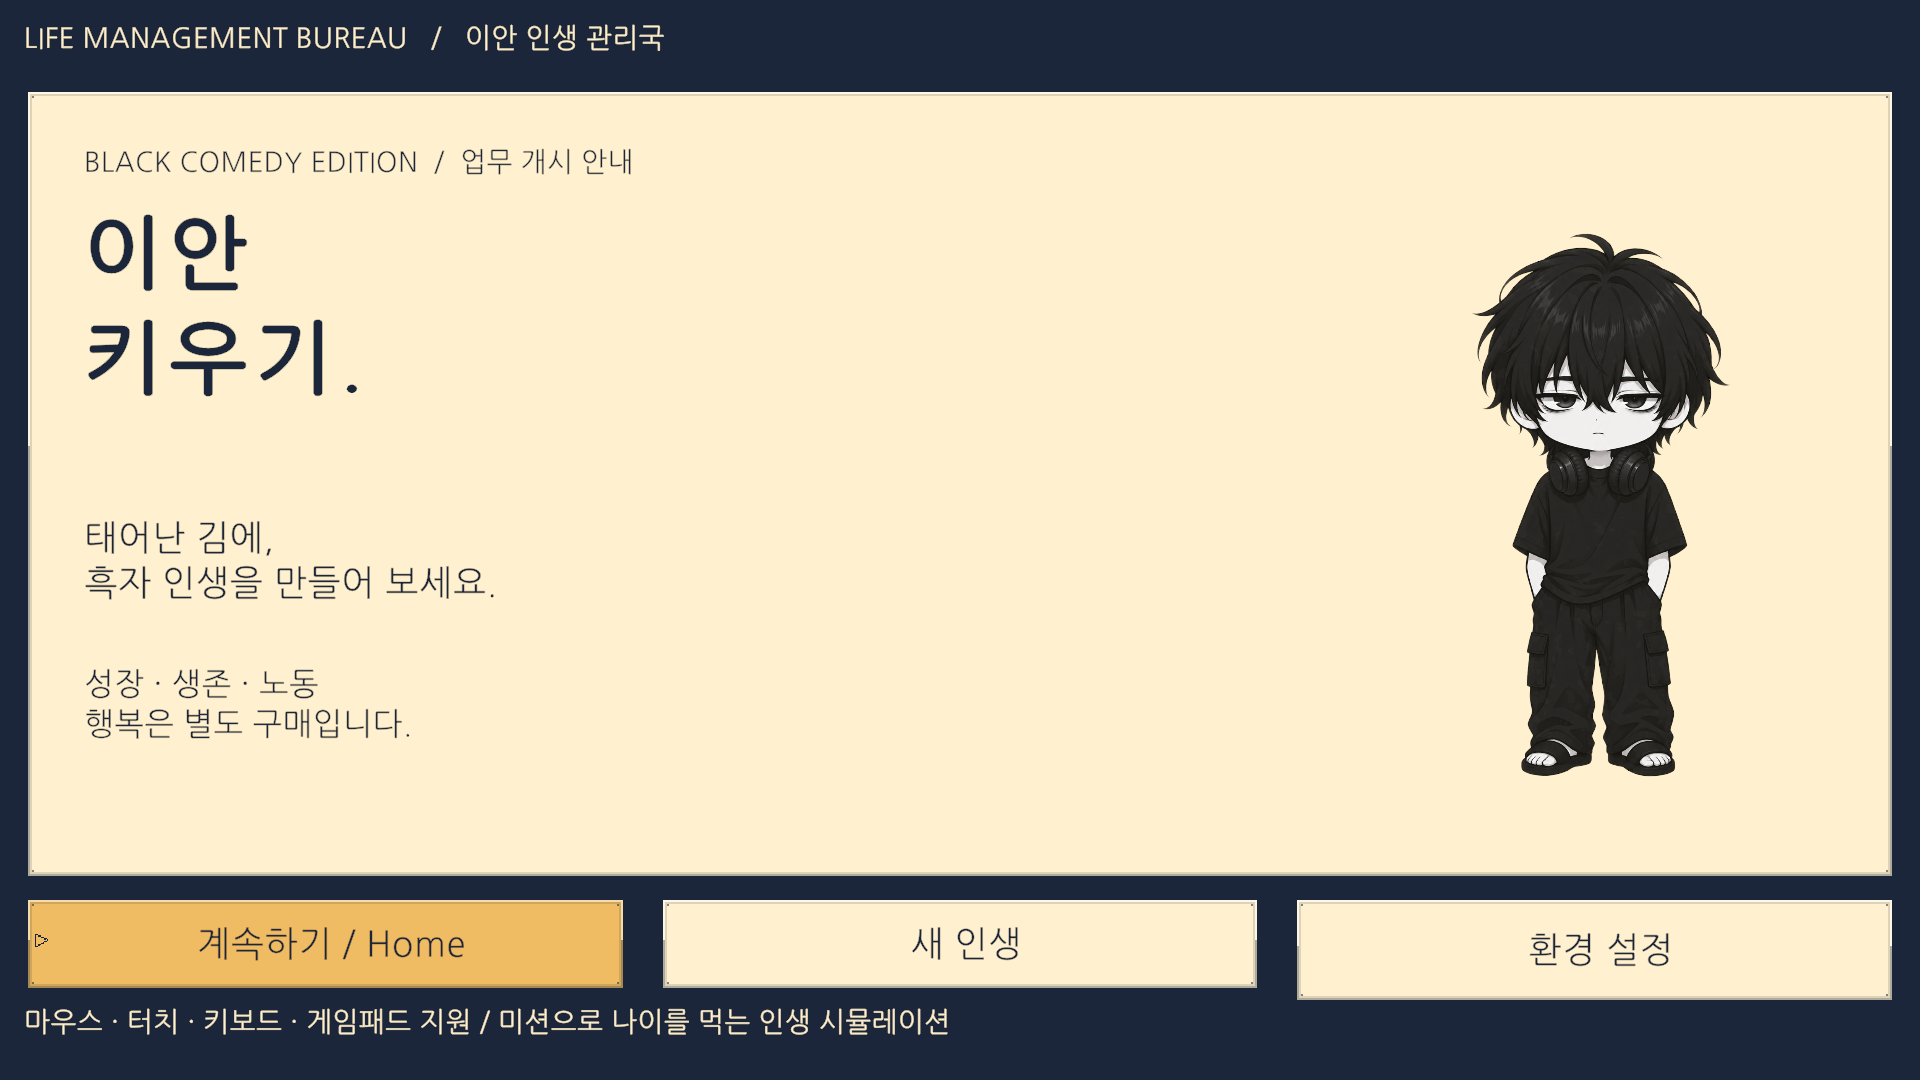 LIFE MANAGEMENT BUREAU / 이안 인생 관리국
BLACK COMEDY EDITION / 업무 개시 안내
이안
키우기.
태어난 김에,
흑자 인생을 만들어 보세요.
성장 · 생존 · 노동
행복은 별도 구매입니다.
계속하기 / Home
새 인생
환경 설정
마우스 · 터치 · 키보드 · 게임패드 지원 / 미션으로 나이를 먹는 인생 시뮬레이션